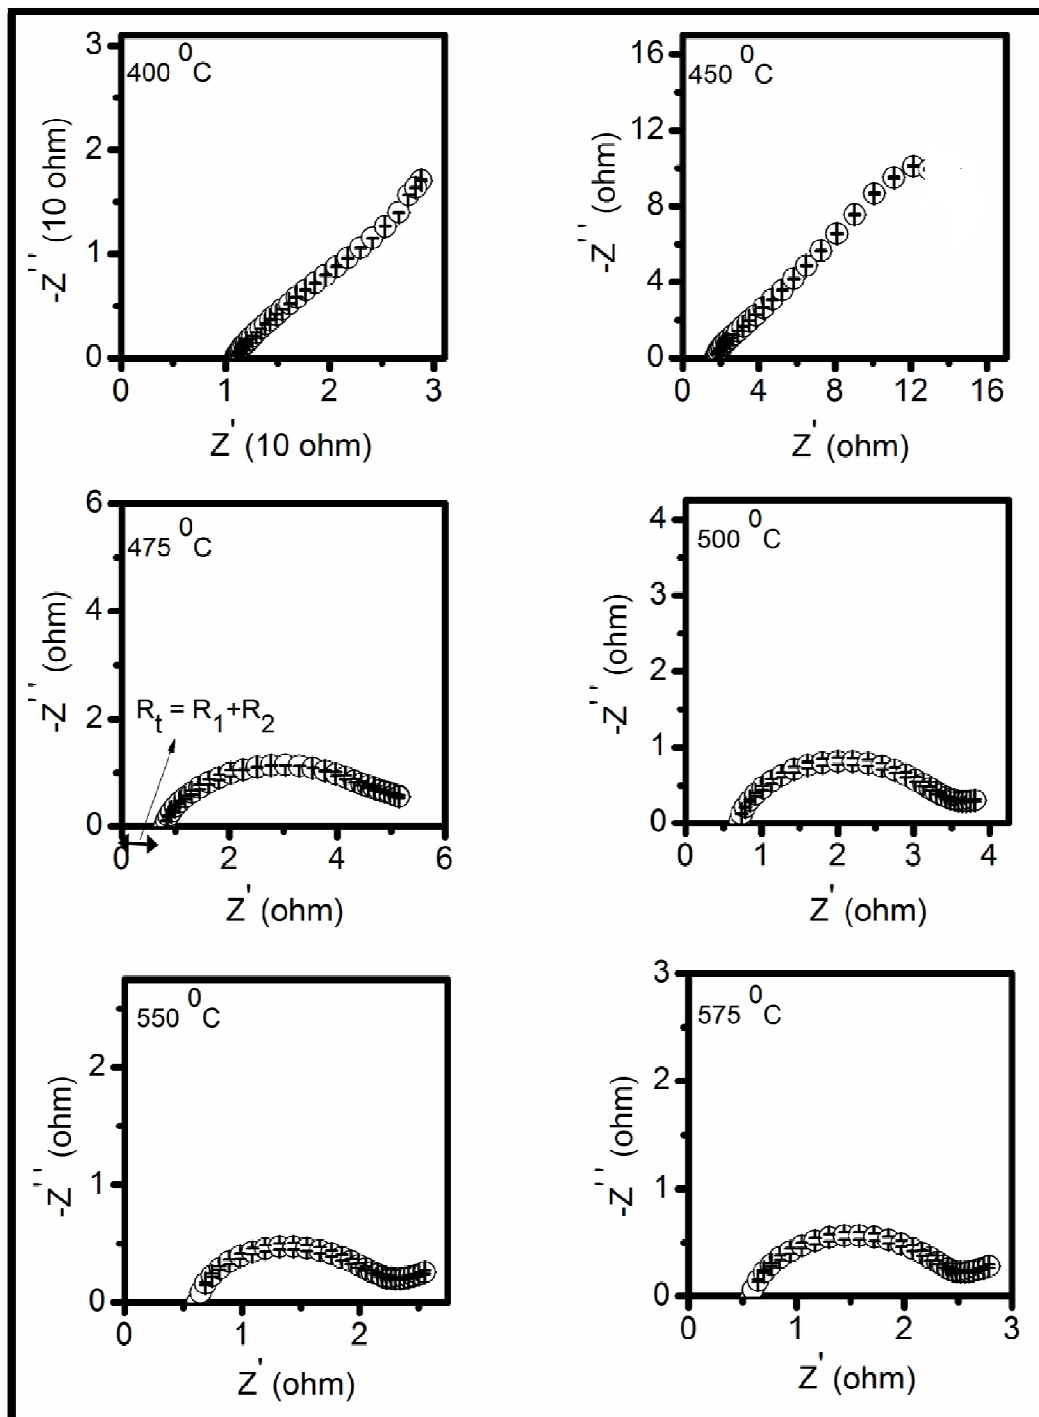 400 ⁰C
3
2
1
0
0 1 2 3
-Z'' (10 ohm)
Z' (10 ohm)
450 ⁰C
16
12
8
4
0
0 4 8 12 16
-Z'' (ohm)
Z' (ohm)
475 ⁰C
6
4
2
0
0 2 4 6
R_t = R_1+R_2
-Z'' (ohm)
Z' (ohm)
500 ⁰C
4
3
2
1
0
0 1 2 3 4
-Z'' (ohm)
Z' (ohm)
550 ⁰C
2
1
0
0 1 2
-Z'' (ohm)
Z' (ohm)
575 ⁰C
3
2
1
0
0 1 2 3
-Z'' (ohm)
Z' (ohm)